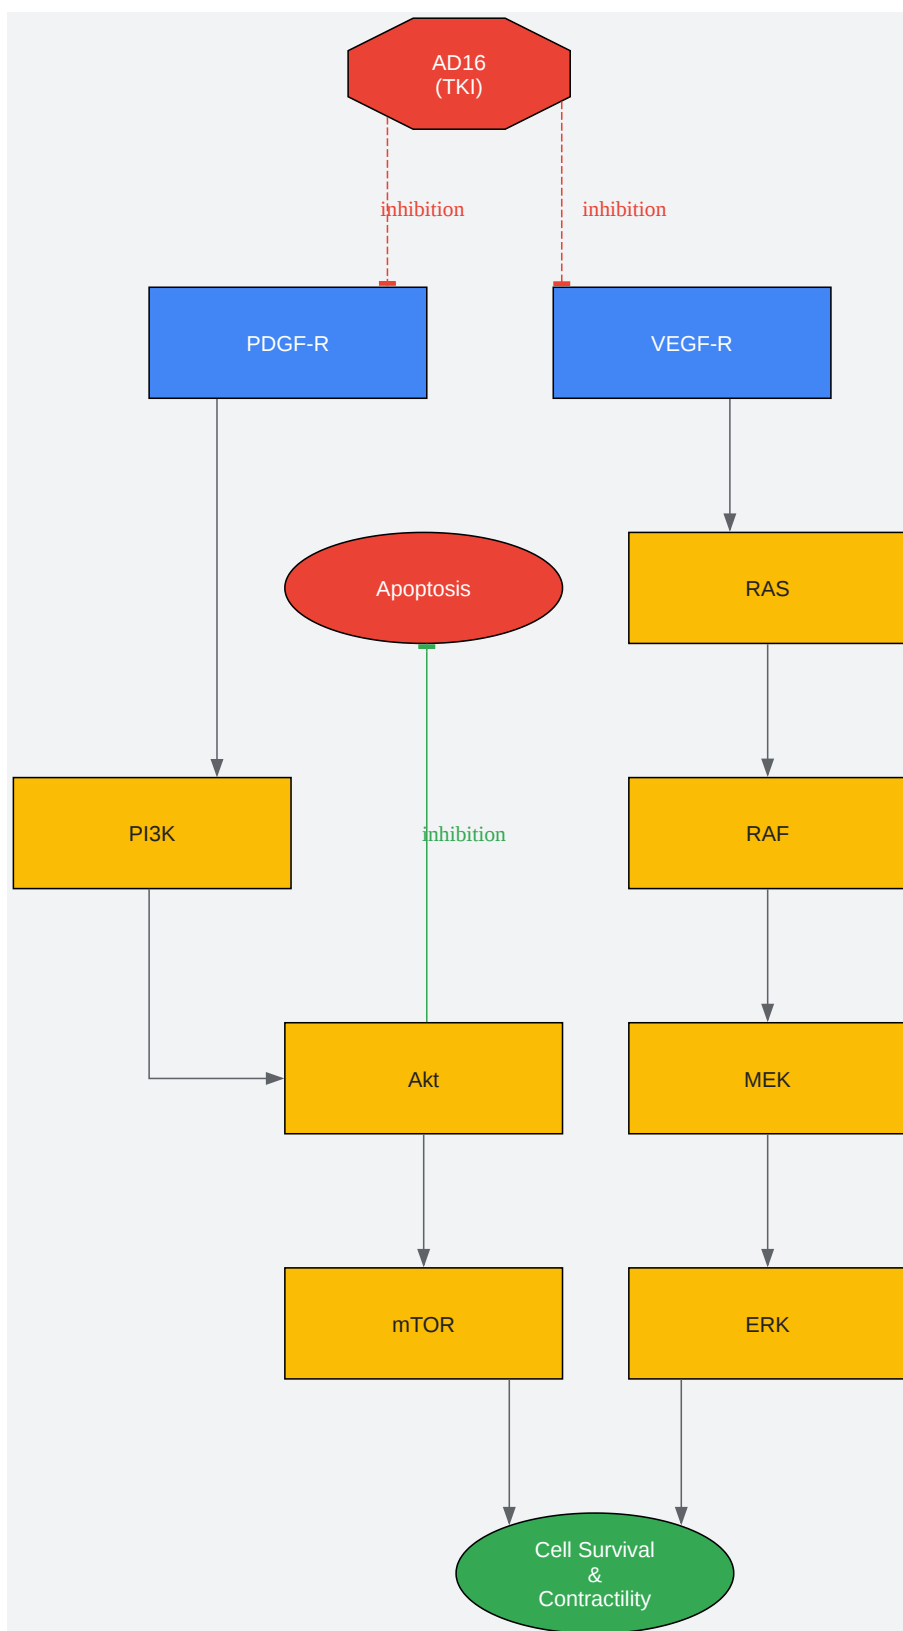 AD16
(TKI)
inhibition
inhibition
PDGF-R
VEGF-R
Apoptosis
RAS
PI3K
inhibition
RAF
Akt
MEK
mTOR
ERK
Cell Survival
&
Contractility